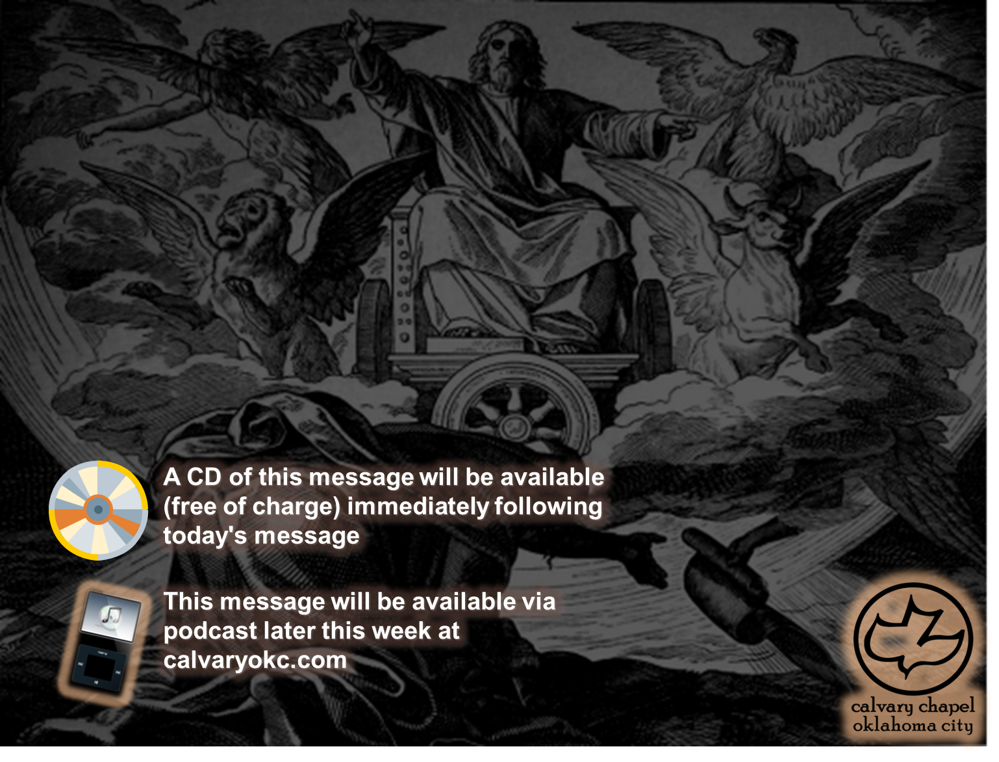 A CD of this message will be available
(free of charge) immediately following
today's message
This message will be available via
podcast later this week at
calvaryokc.com
calvary chapel
oklahoma city